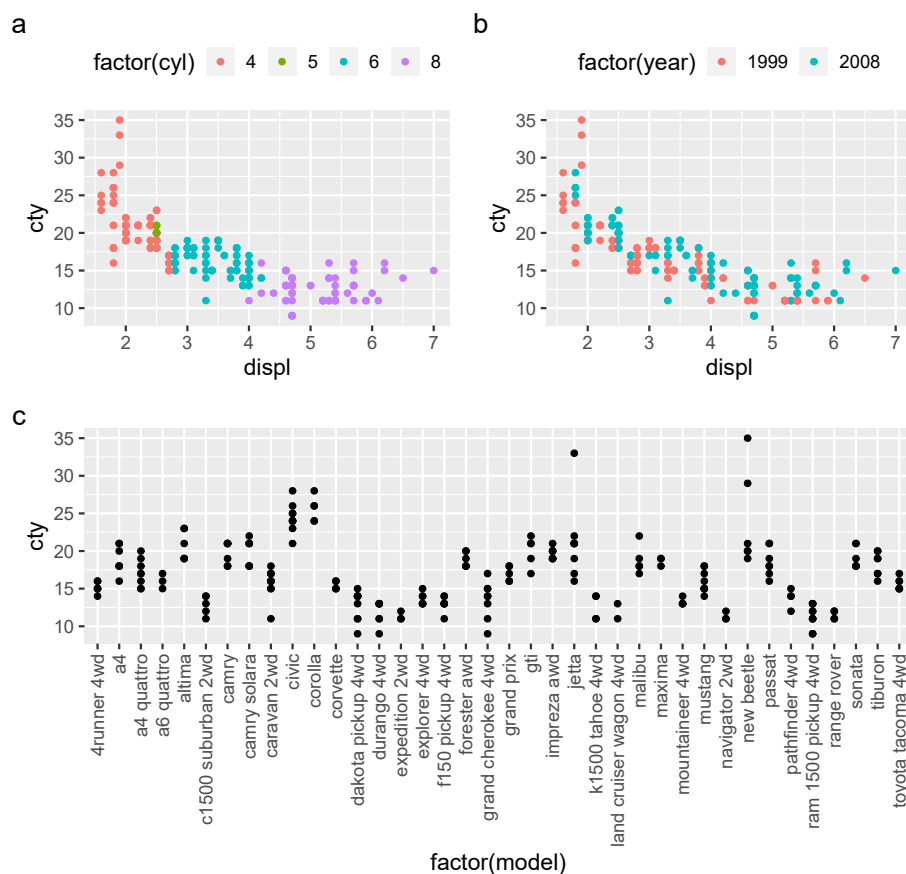 a
factor(cyl) 4 5 6 8
35
30
25
20
15
10
cty
2 3 4 5 6 7
displ
b
factor(year) 1999 2008
35
30
25
20
15
10
cty
2 3 4 5 6 7
displ
c
35
30
25
20
15
10
cty
4runner 4wd
a4
a4 quattro
a6 quattro
altima
c1500 suburban 2wd
camry
camry solara
caravan 2wd
civic
corolla
corvette
dakota pickup 4wd
durango 4wd
expedition 2wd
explorer 4wd
f150 pickup 4wd
forester awd
grand cherokee 4wd
grand prix
gti
impreza awd
jetta
k1500 tahoe 4wd
land cruiser wagon 4wd
malibu
maxima
mountaineer 4wd
mustang
navigator 2wd
new beetle
passat
pathfinder 4wd
ram 1500 pickup 4wd
range rover
sonata
tiburon
toyota tacoma 4wd
factor(model)